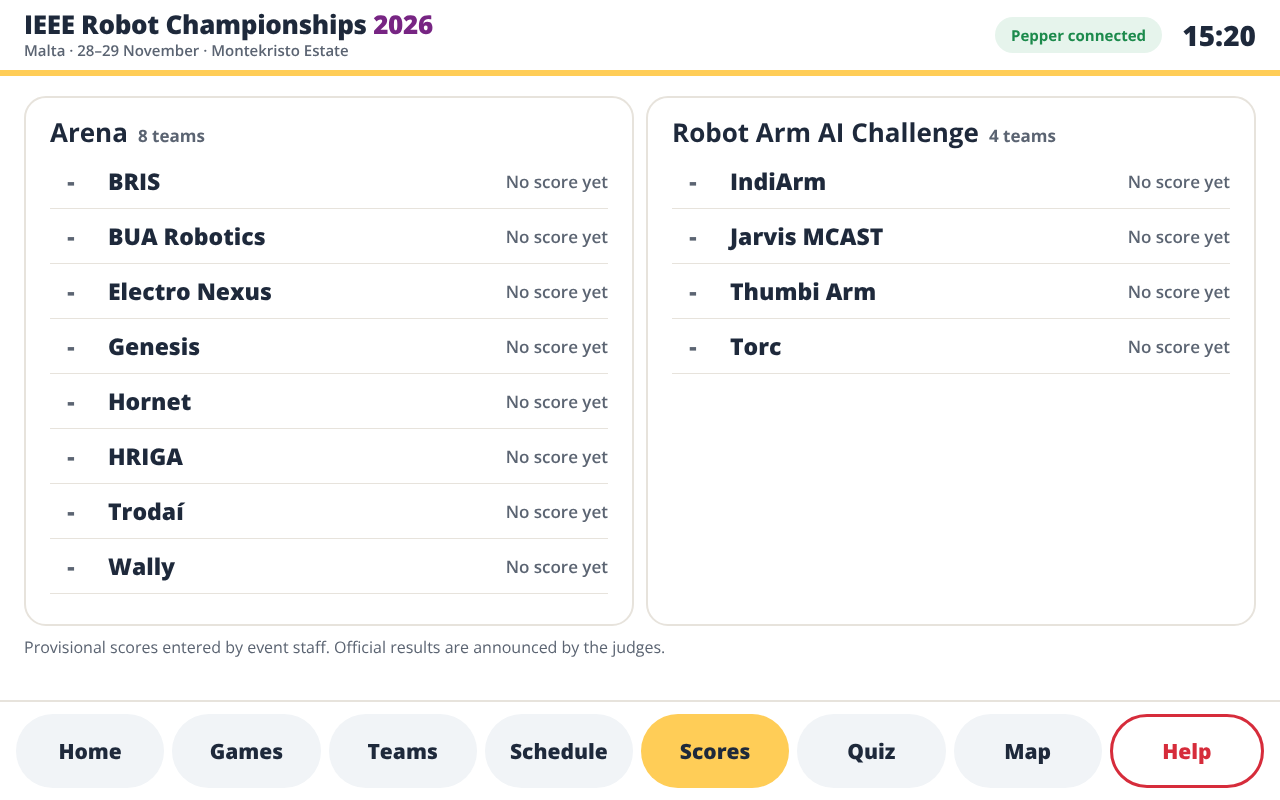 IEEE Robot Championships 2026
Malta · 28–29 November · Montekristo Estate
Pepper connected
15:20
Arena 8 teams
- BRIS No score yet
- BUA Robotics No score yet
- Electro Nexus No score yet
- Genesis No score yet
- Hornet No score yet
- HRIGA No score yet
- Trodaí No score yet
- Wally No score yet
Robot Arm AI Challenge 4 teams
- IndiArm No score yet
- Jarvis MCAST No score yet
- Thumbi Arm No score yet
- Torc No score yet
Provisional scores entered by event staff. Official results are announced by the judges.
Home Games Teams Schedule Scores Quiz Map Help